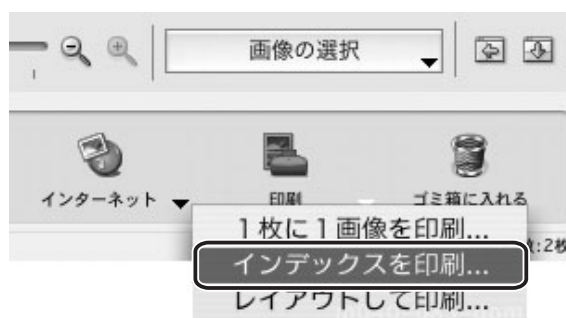 画像の選択
インターネット
印刷
ゴミ箱に入れる
1枚に1画像を印刷...
:2枚
インデックスを印刷...
レイアウトして印刷...